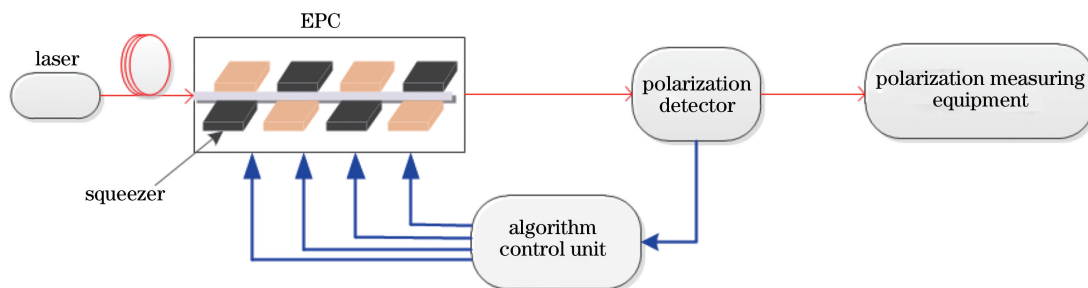 EPC
laser
polarization
detector
polarization measuring
equipment
squeezer
algorithm
control unit